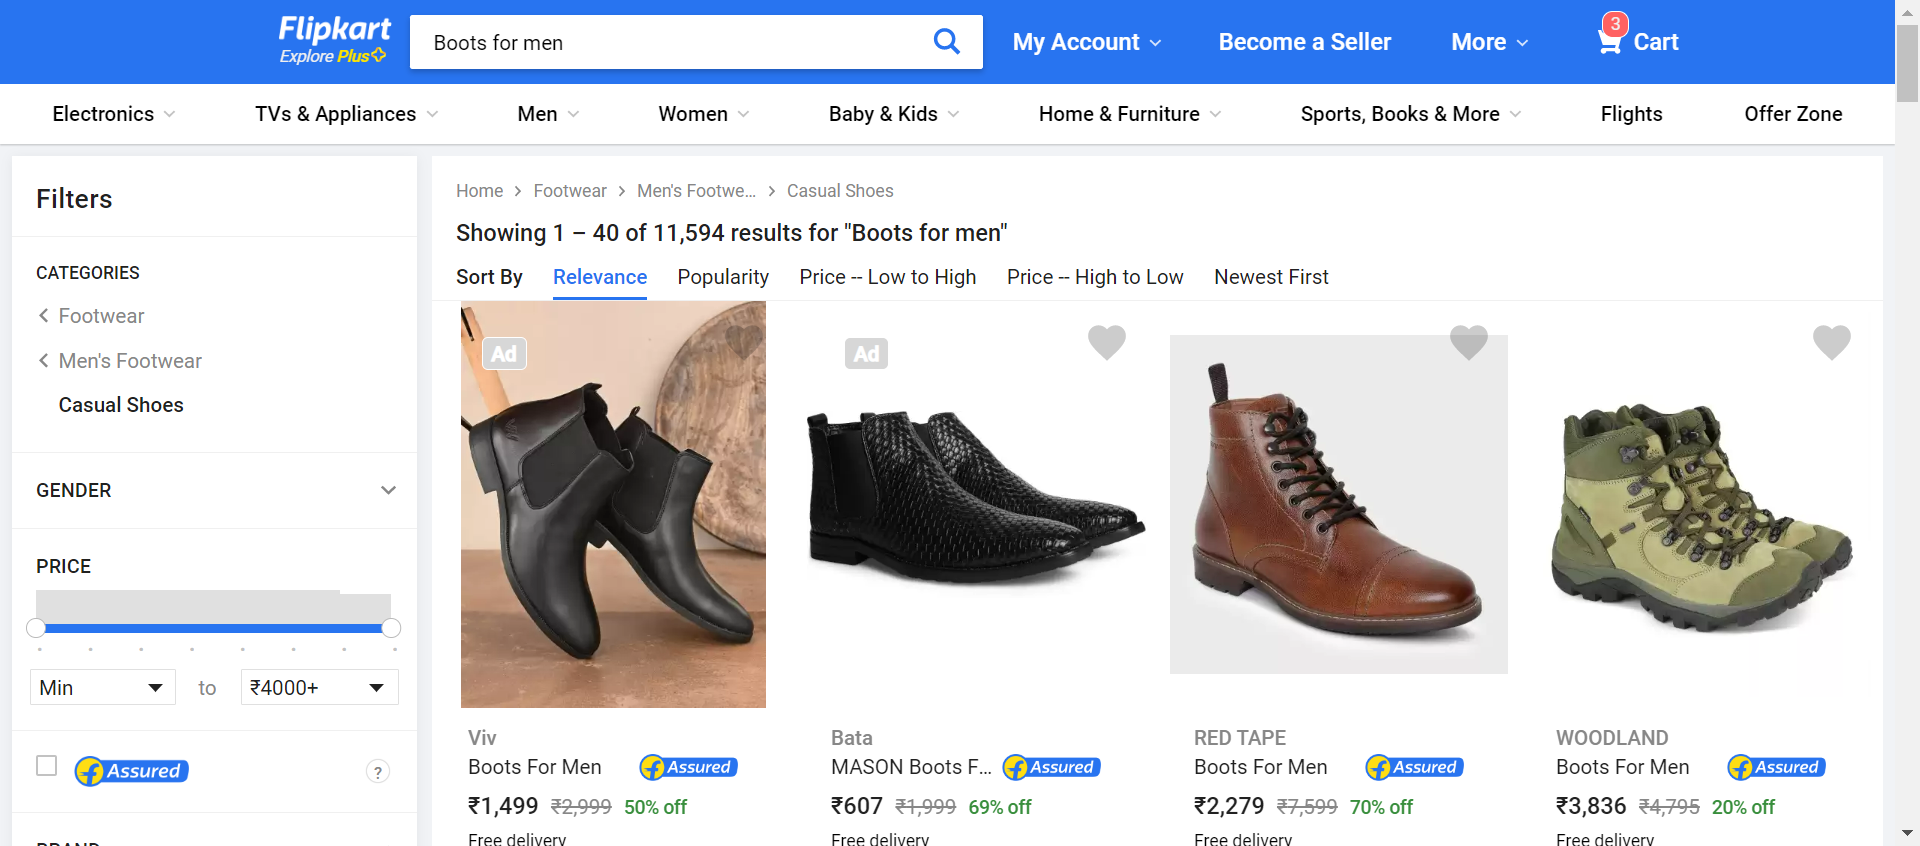 Flipkart
Explore Plus
Boots for men
My Account
Become a Seller
More
3
Cart
Electronics
TVs & Appliances
Men
Women
Baby & Kids
Home & Furniture
Sports, Books & More
Flights
Offer Zone
Filters
CATEGORIES
Footwear
Men's Footwear
Casual Shoes
GENDER
PRICE
Min
to
₹4000+
f Assured
?
Home
Footwear
Men's Footwe...
Casual Shoes
Showing 1 – 40 of 11,594 results for "Boots for men"
Sort By
Relevance
Popularity
Price -- Low to High
Price -- High to Low
Newest First
Ad
Viv
Boots For Men
f Assured
₹1,499 ₹2,999 50% off
Free delivery
Ad
Bata
MASON Boots F...
f Assured
₹607 ₹1,999 69% off
Free delivery
RED TAPE
Boots For Men
f Assured
₹2,279 ₹7,599 70% off
Free delivery
WOODLAND
Boots For Men
f Assured
₹3,836 ₹4,795 20% off
Free delivery